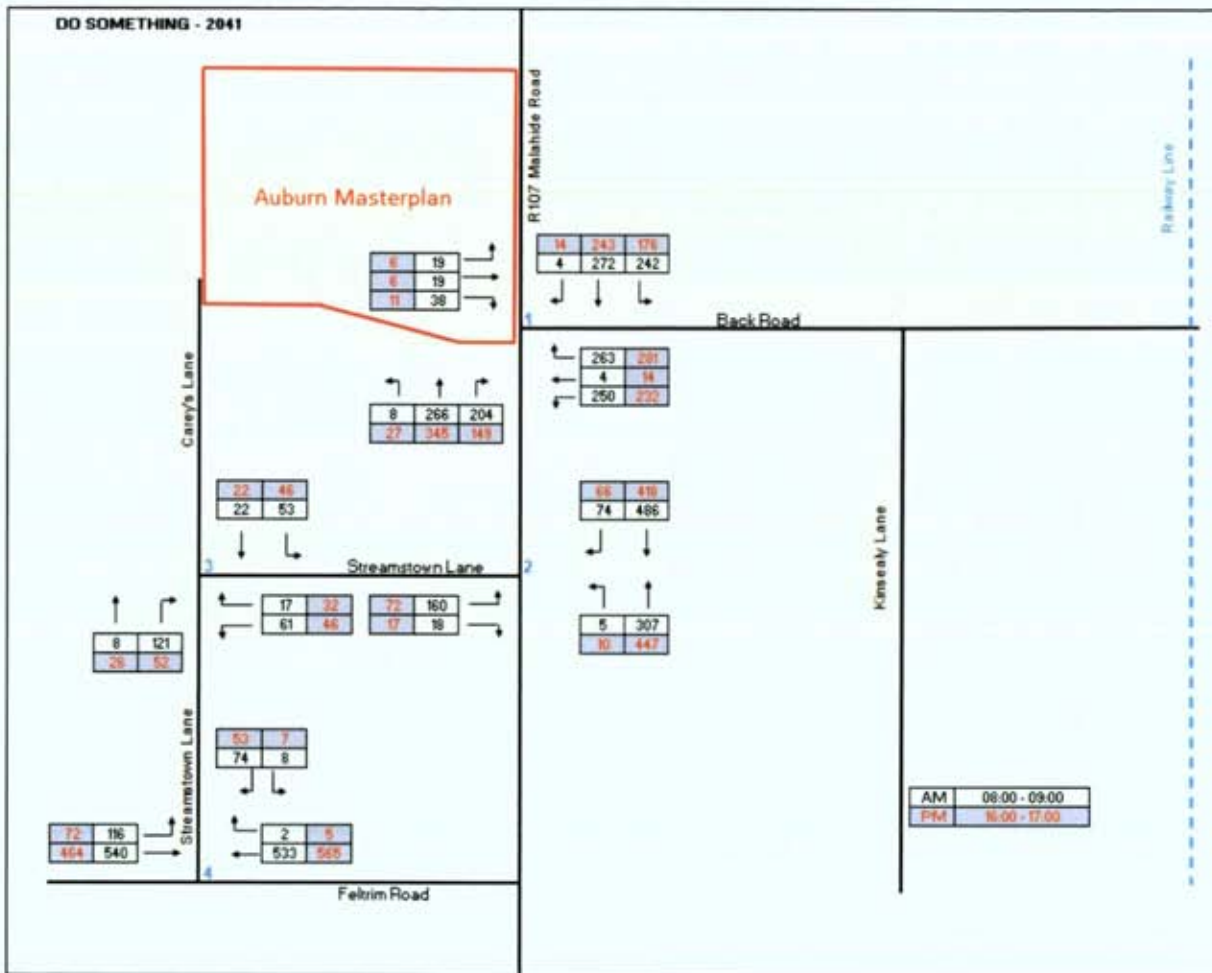 DO SOMETHING - 2041
R107 Malahide Road
Railway Line
Auburn Masterplan
14 243 176
4 272 242
6 19
6 19
11 38
1
Back Road
Carey's Lane
263 281
4 14
250 232
8 266 204
27 345 149
22 46
22 53
66 416
74 486
Kinsealy Lane
3
Streamstown Lane
2
17 32
61 46
72 160
17 18
5 307
10 447
8 121
26 52
Streamstown Lane
53 7
74 8
AM 08:00 - 09:00
PM 16:00 - 17:00
72 116
464 540
2 5
533 565
4
Feltrim Road